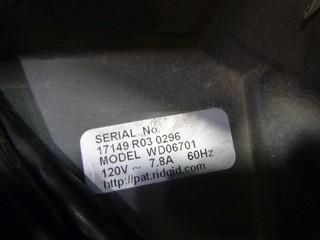 SERIAL No.
17149 R03 0296
MODEL WD06701
120V ~ 7.8A 60Hz
http://pat.ridgid.com